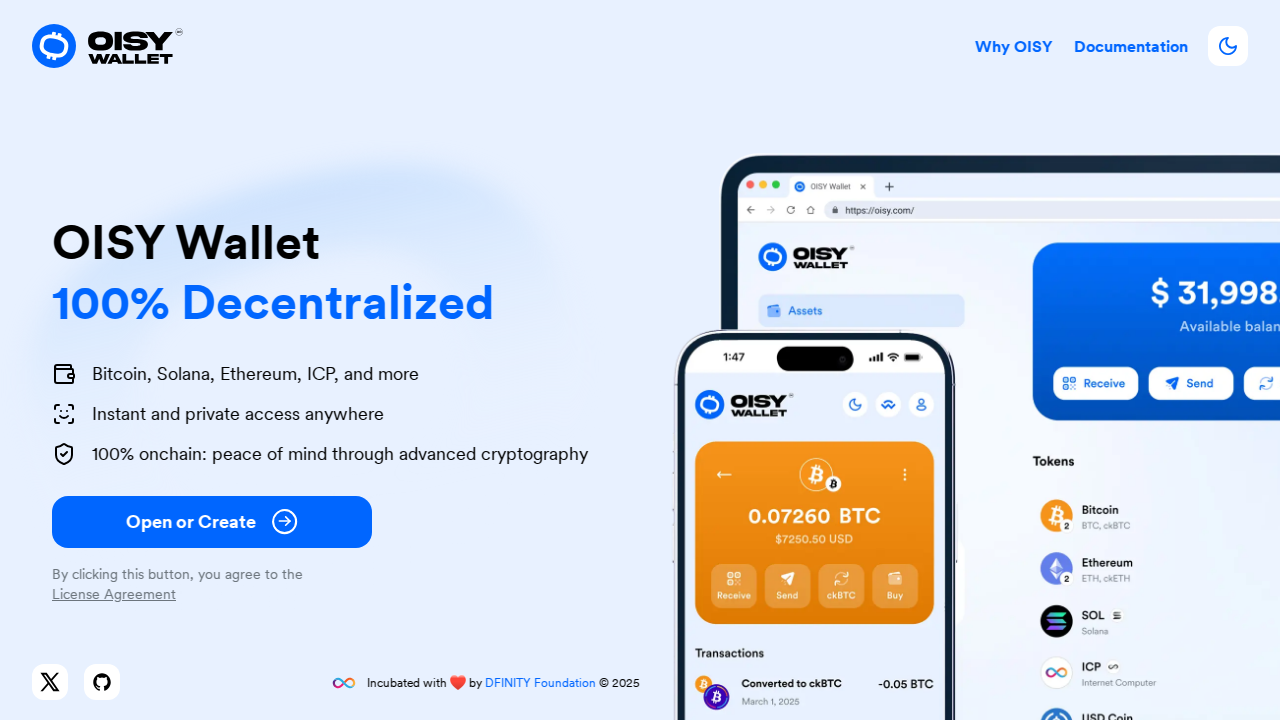 OISY WALLET
Why OISY
Documentation
OISY Wallet
100% Decentralized
Bitcoin, Solana, Ethereum, ICP, and more
Instant and private access anywhere
100% onchain: peace of mind through advanced cryptography
Open or Create
By clicking this button, you agree to the
License Agreement
Incubated with ❤️ by DFINITY Foundation © 2025
OISY Wallet
https://oisy.com/
OISY WALLET
Assets
$ 31,998
Available balan
Receive
Send
Tokens
Bitcoin
2
BTC, ckBTC
Ethereum
2
ETH, ckETH
SOL
Solana
ICP
Internet Computer
USD Coin
1:47
OISY WALLET
0.07260 BTC
$7250.50 USD
Receive
Send
ckBTC
Buy
Transactions
Converted to ckBTC
-0.05 BTC
March 1, 2025